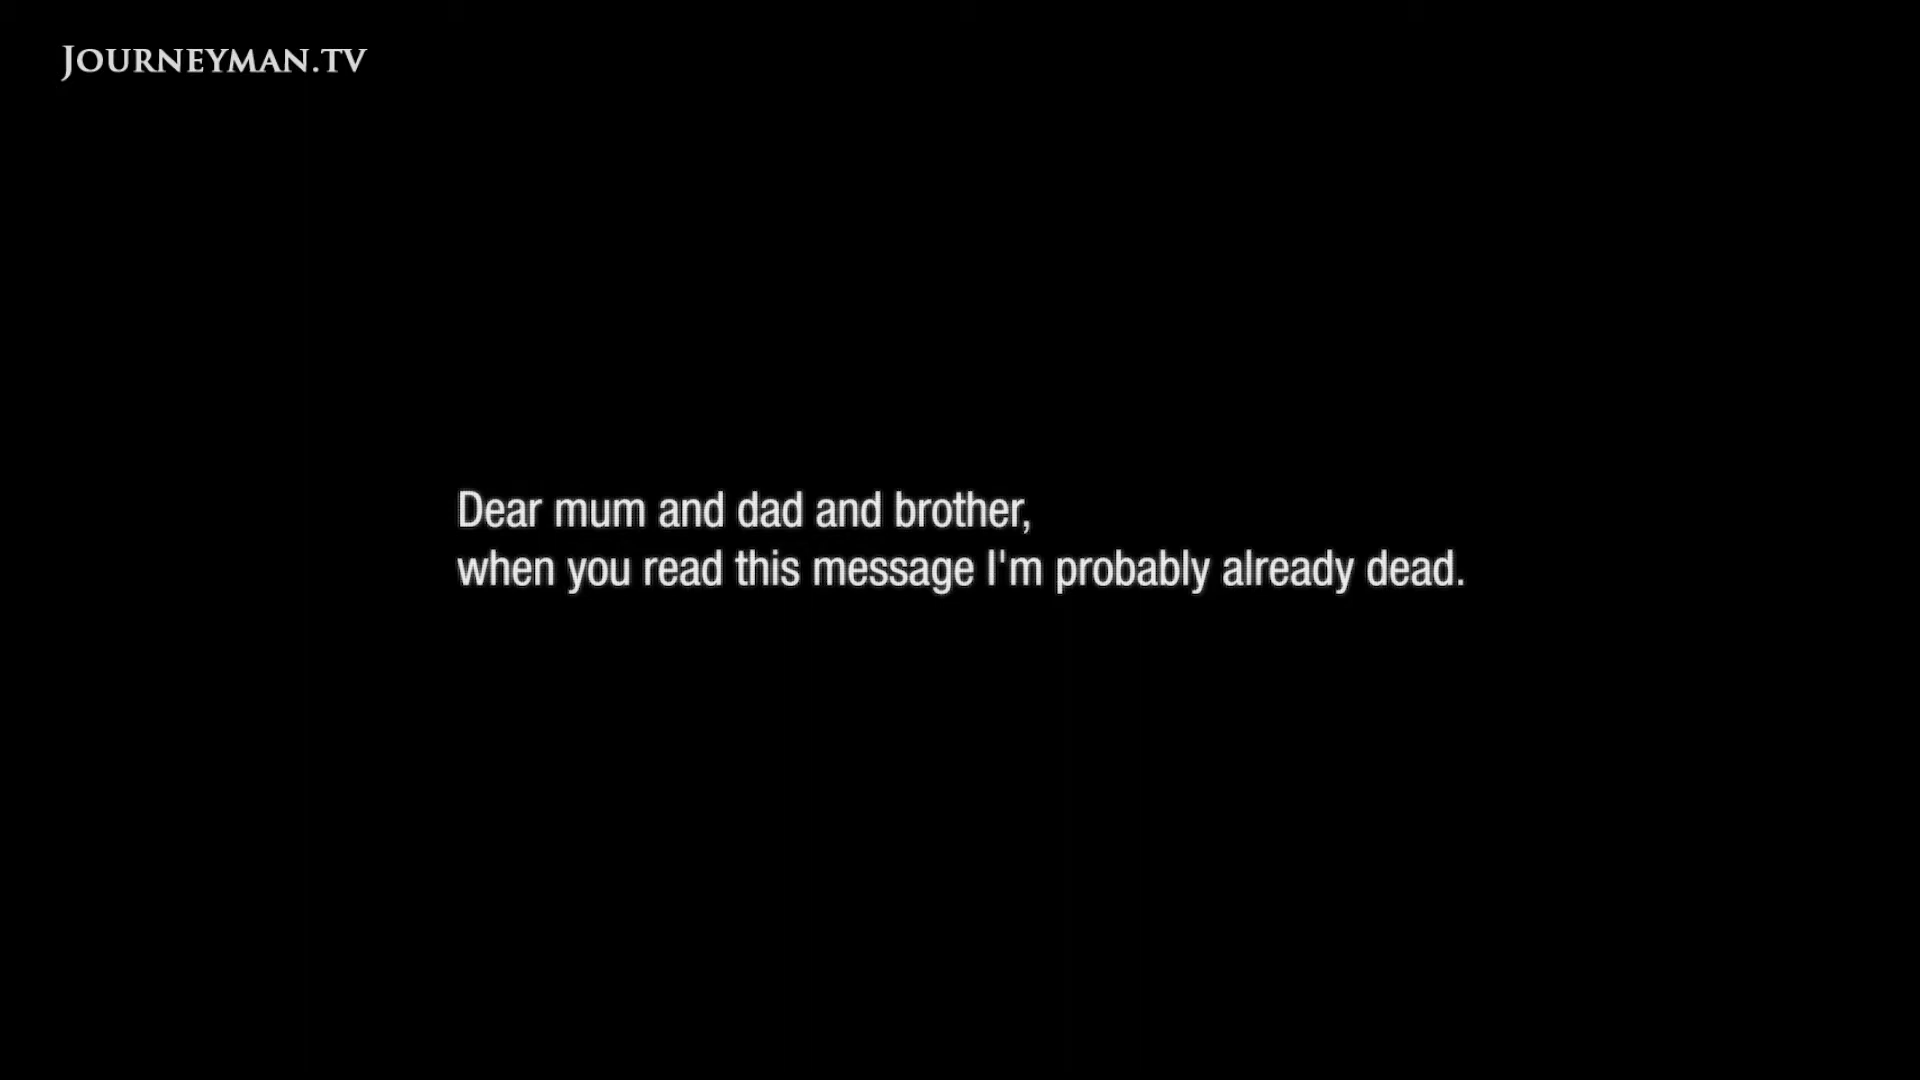 JOURNEYMAN.TV
Dear mum and dad and brother,
when you read this message I'm probably already dead.